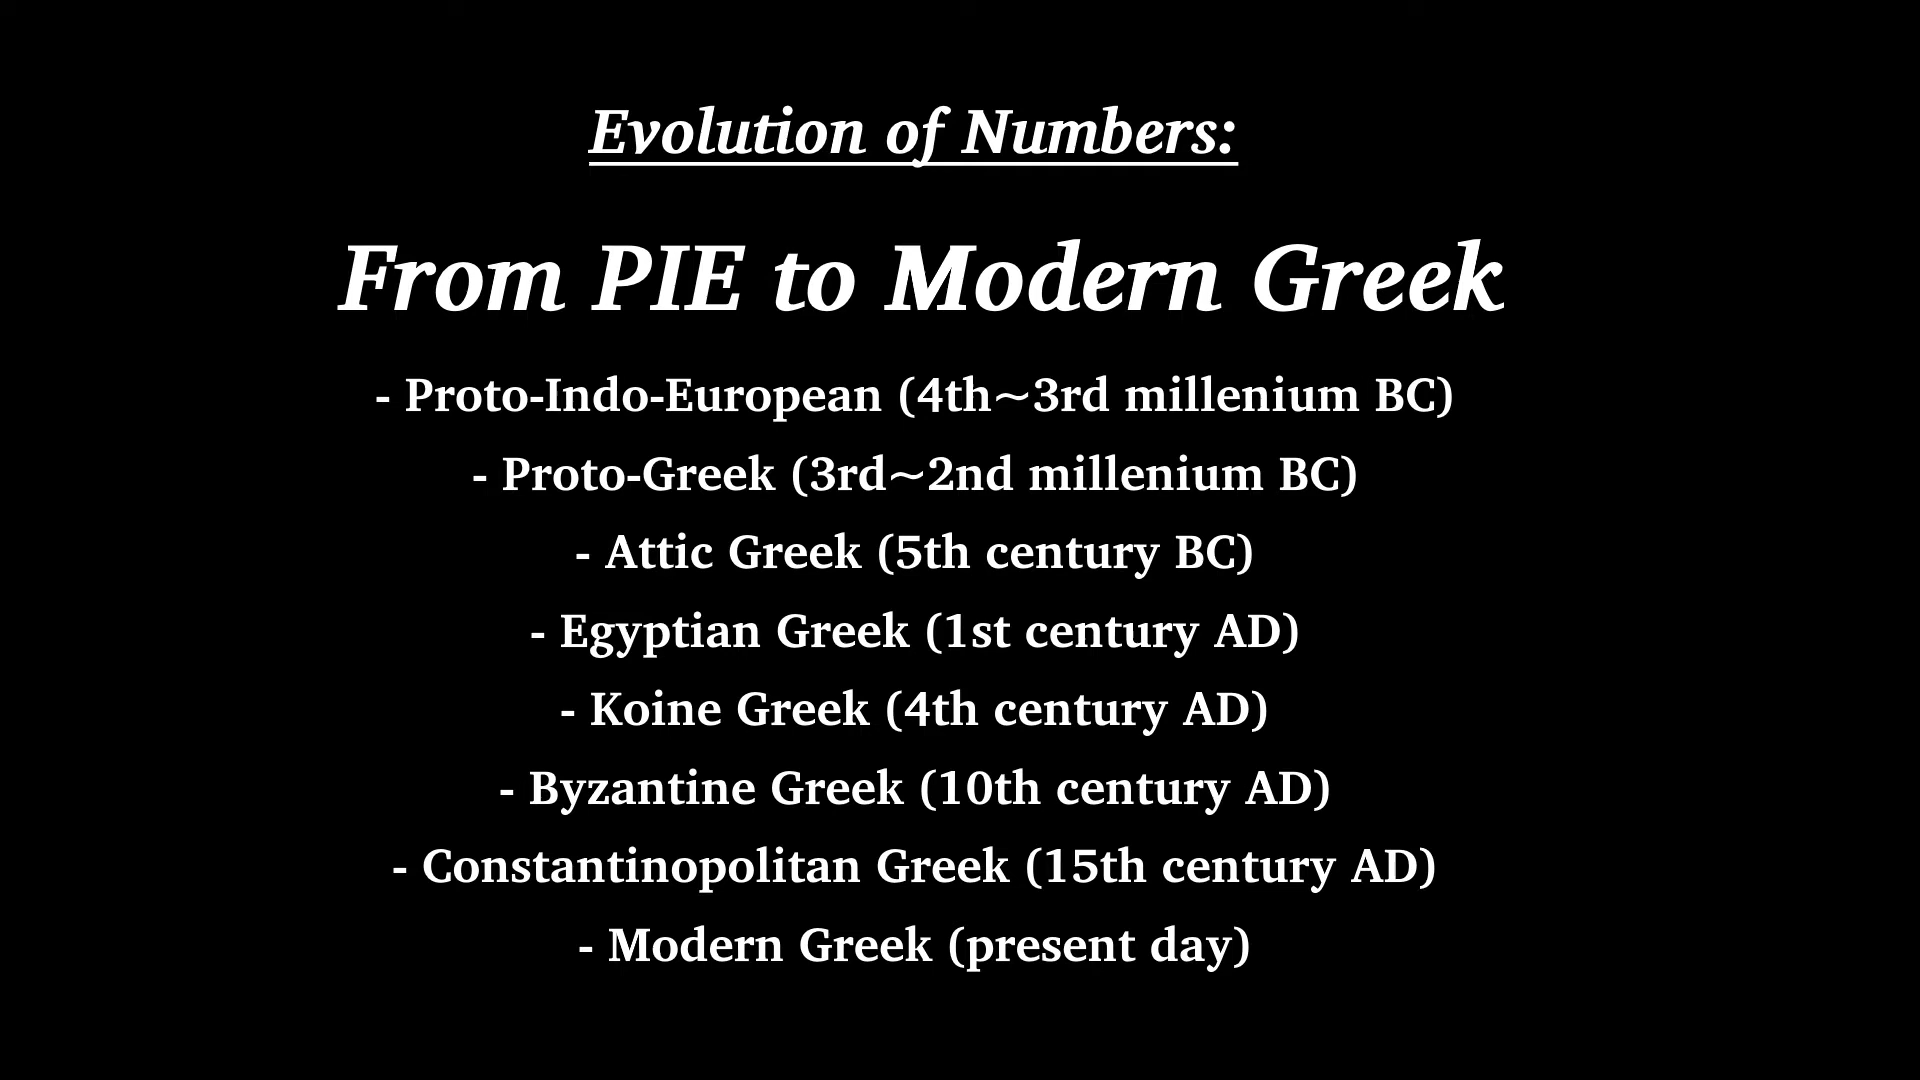 Evolution of Numbers:
From PIE to Modern Greek
- Proto-Indo-European (4th~3rd millenium BC)
- Proto-Greek (3rd~2nd millenium BC)
- Attic Greek (5th century BC)
- Egyptian Greek (1st century AD)
- Koine Greek (4th century AD)
- Byzantine Greek (10th century AD)
- Constantinopolitan Greek (15th century AD)
- Modern Greek (present day)